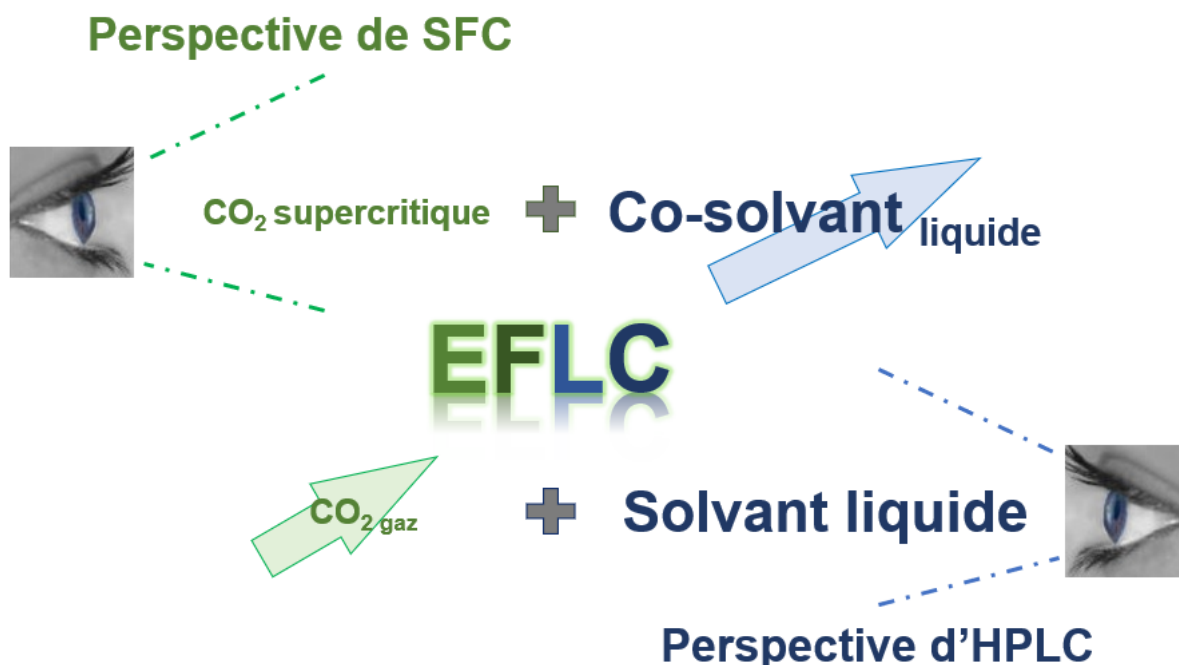 Perspective de SFC
CO₂ supercritique + Co-solvant liquide
EFLC
CO₂ gaz + Solvant liquide
Perspective d’HPLC